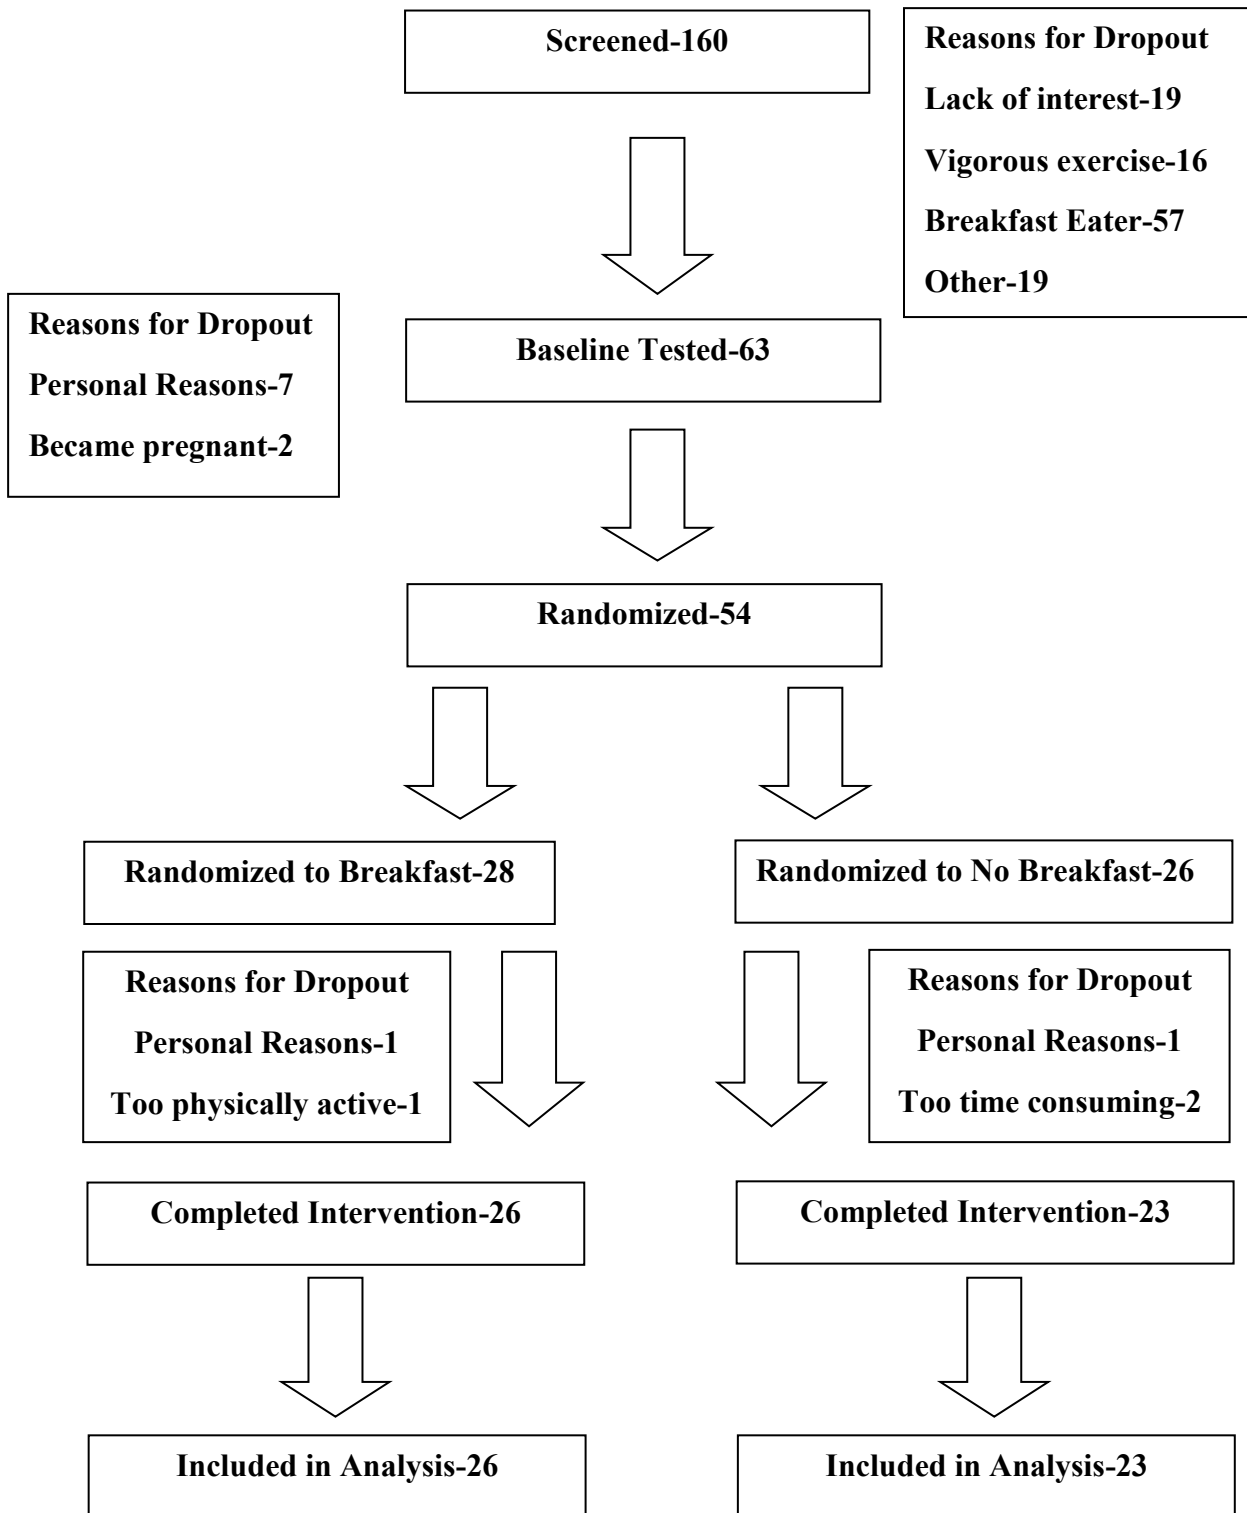 Screened-160
Reasons for Dropout
Lack of interest-19
Vigorous exercise-16
Breakfast Eater-57
Other-19
Reasons for Dropout
Personal Reasons-7
Became pregnant-2
Baseline Tested-63
Randomized-54
Randomized to Breakfast-28
Randomized to No Breakfast-26
Reasons for Dropout
Personal Reasons-1
Too physically active-1
Reasons for Dropout
Personal Reasons-1
Too time consuming-2
Completed Intervention-26
Completed Intervention-23
Included in Analysis-26
Included in Analysis-23